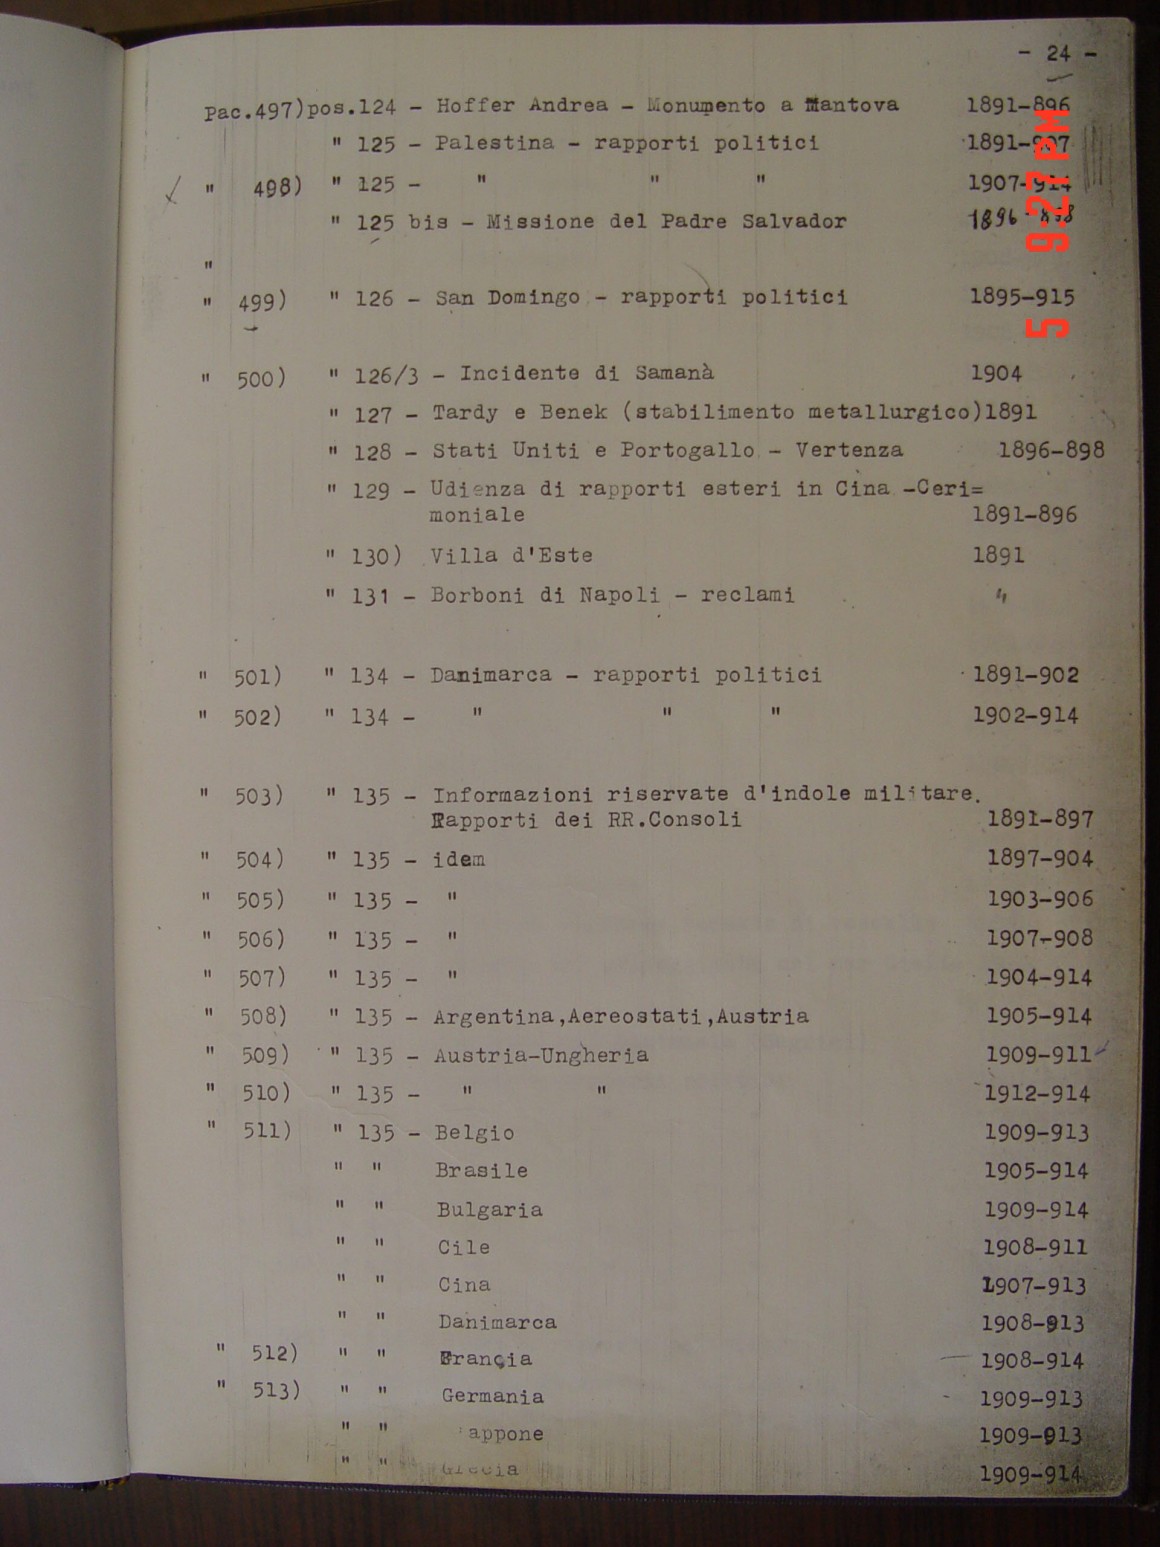 - 24 -
Pac.497)pos.124 - Hoffer Andrea - Monumento a Mantova 1891-896
" 125 - Palestina - rapporti politici 1891-907
" 498) " 125 - " " " 1907-914
" 125 bis - Missione del Padre Salvador 1896-898
"
" 499) " 126 - San Domingo - rapporti politici 1895-915
" 500) " 126/3 - Incidente di Samanà 1904
" 127 - Tardy e Benek (stabilimento metallurgico)1891
" 128 - Stati Uniti e Portogallo - Vertenza 1896-898
" 129 - Udienza di rapporti esteri in Cina -Ceri=
moniale 1891-896
" 130) Villa d'Este 1891
" 131 - Borboni di Napoli - reclami "
" 501) " 134 - Danimarca - rapporti politici 1891-902
" 502) " 134 - " " " 1902-914
" 503) " 135 - Informazioni riservate d'indole militare.
Rapporti dei RR.Consoli 1891-897
" 504) " 135 - idem 1897-904
" 505) " 135 - " 1903-906
" 506) " 135 - " 1907-908
" 507) " 135 - " 1904-914
" 508) " 135 - Argentina,Aereostati,Austria 1905-914
" 509) " 135 - Austria-Ungheria 1909-911
" 510) " 135 - " " 1912-914
" 511) " 135 - Belgio 1909-913
" " Brasile 1905-914
" " Bulgaria 1909-914
" " Cile 1908-911
" " Cina 1907-913
" " Danimarca 1908-913
" 512) " " Francia 1908-914
" 513) " " Germania 1909-913
" " appone 1909-913
" " Grecia 1909-914
5 9:27 PM